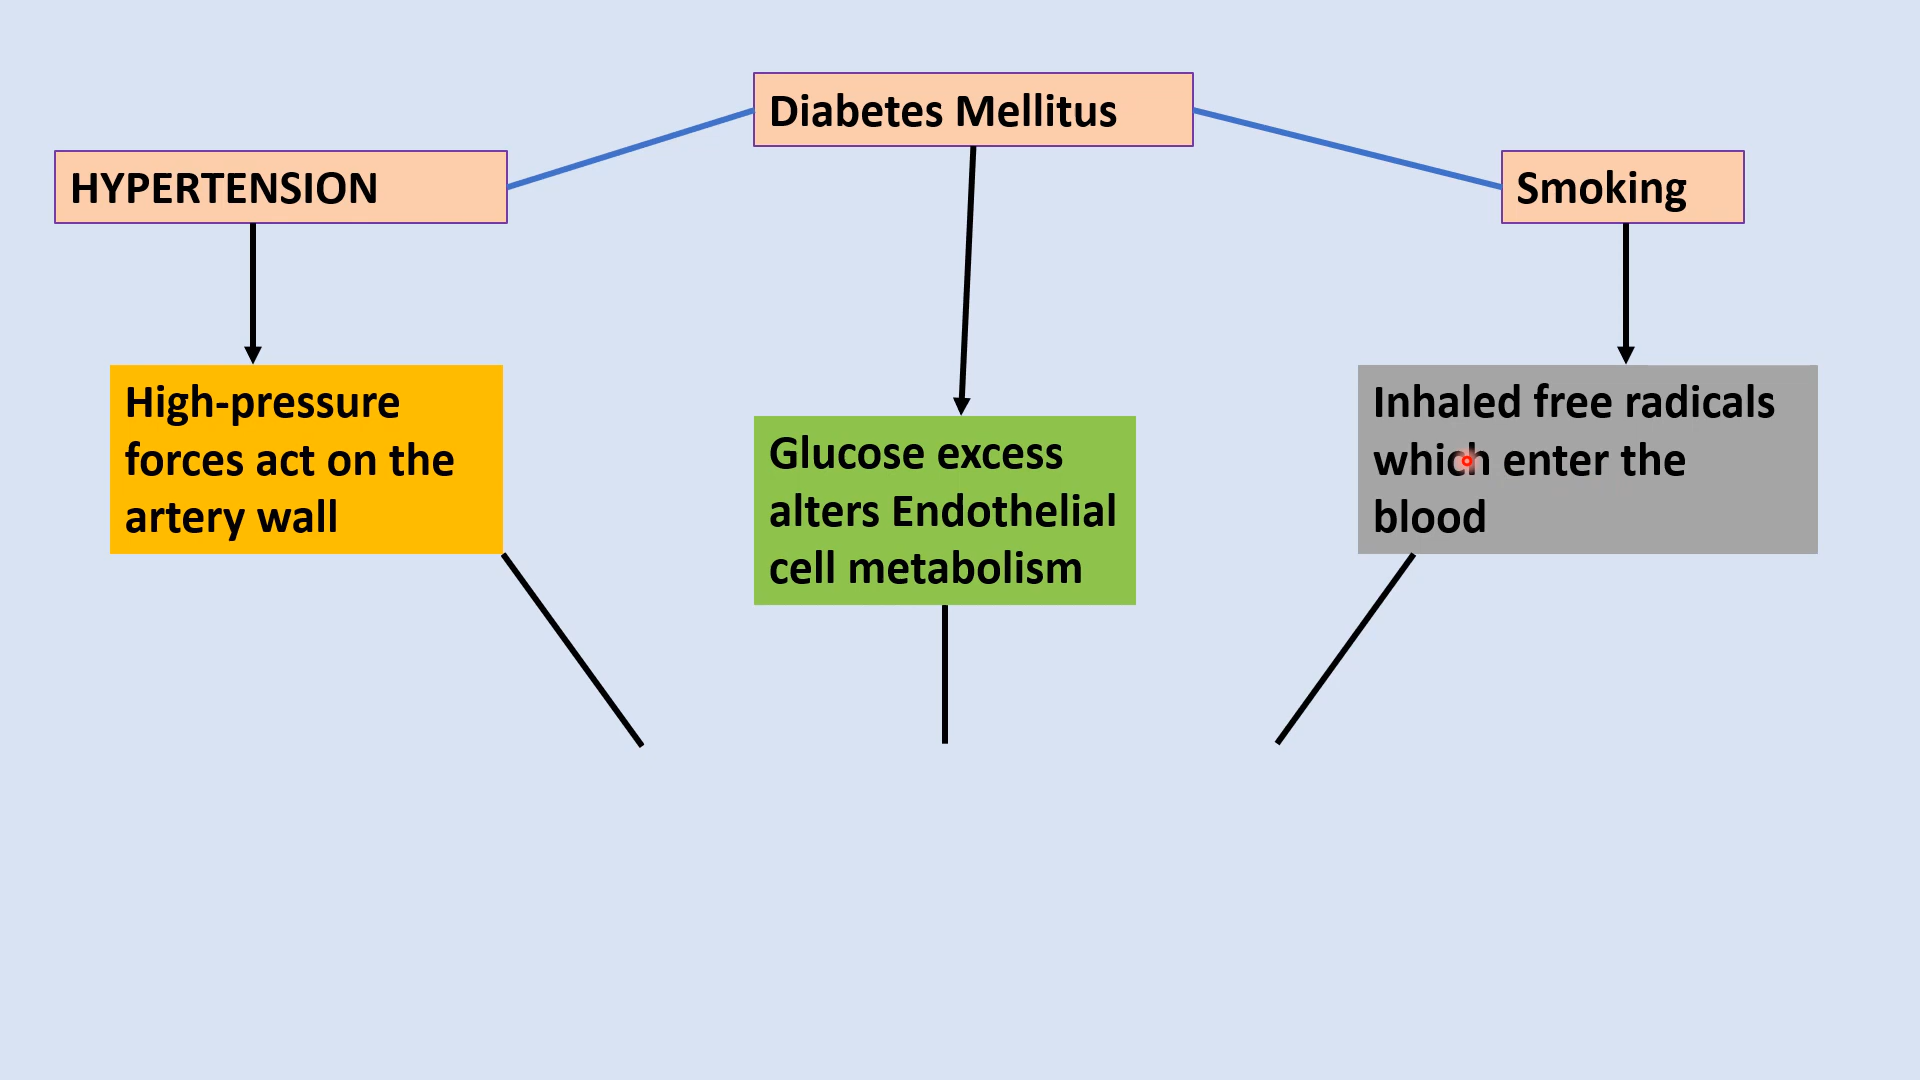 Diabetes Mellitus
HYPERTENSION
Smoking
High-pressure
forces act on the
artery wall
Glucose excess
alters Endothelial
cell metabolism
Inhaled free radicals
which enter the
blood